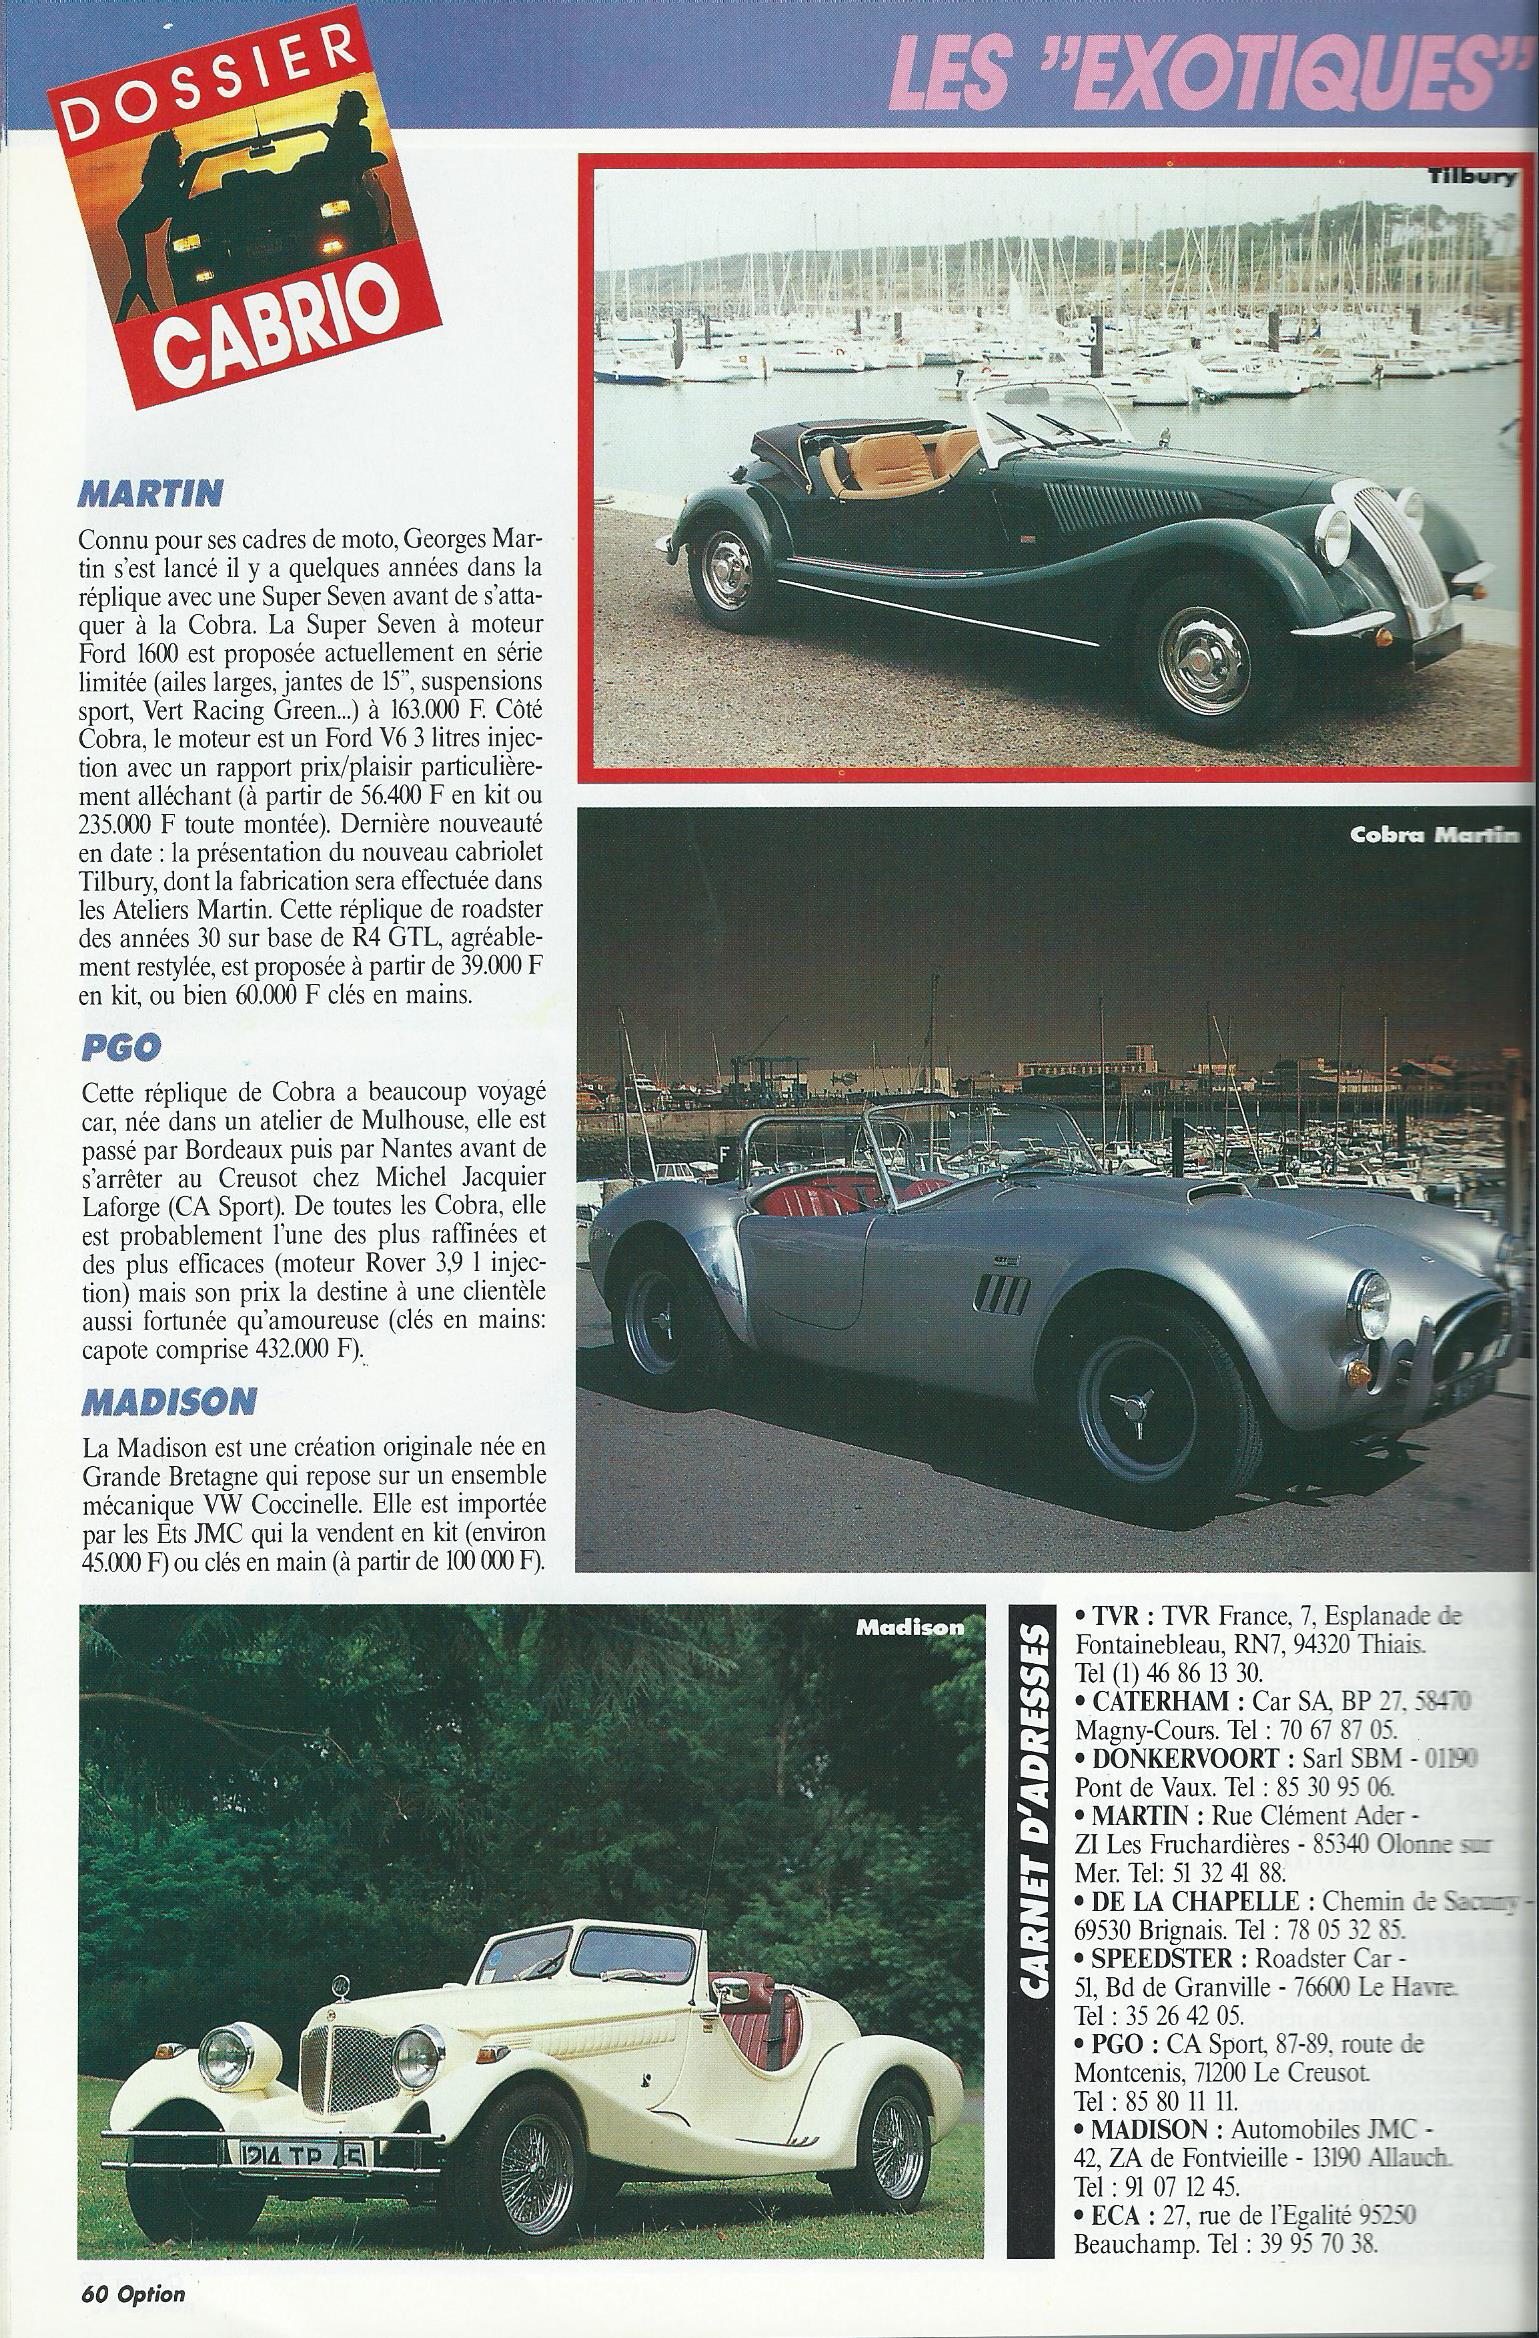 DOSSIER
CABRIO
LES "EXOTIQUES"
MARTIN
Connu pour ses cadres de moto, Georges Mar-
tin s'est lancé il y a quelques années dans la
réplique avec une Super Seven avant de s'atta-
quer à la Cobra. La Super Seven à moteur
Ford 1600 est proposée actuellement en série
limitée (ailes larges, jantes de 15”, suspensions
sport, Vert Racing Green...) à 163.000 F. Côté
Cobra, le moteur est un Ford V6 3 litres injec-
tion avec un rapport prix/plaisir particulière-
ment alléchant (à partir de 56.400 F en kit ou
235.000 F toute montée). Dernière nouveauté
en date : la présentation du nouveau cabriolet
Tilbury, dont la fabrication sera effectuée dans
les Ateliers Martin. Cette réplique de roadster
des années 30 sur base de R4 GTL, agréable-
ment restylée, est proposée à partir de 39.000 F
en kit, ou bien 60.000 F clés en mains.
PGO
Cette réplique de Cobra a beaucoup voyagé
car, née dans un atelier de Mulhouse, elle est
passé par Bordeaux puis par Nantes avant de
s'arrêter au Creusot chez Michel Jacquier
Laforge (CA Sport). De toutes les Cobra, elle
est probablement l'une des plus raffinées et
des plus efficaces (moteur Rover 3,9 l injec-
tion) mais son prix la destine à une clientèle
aussi fortunée qu'amoureuse (clés en mains:
capote comprise 432.000 F).
MADISON
La Madison est une création originale née en
Grande Bretagne qui repose sur un ensemble
mécanique VW Coccinelle. Elle est importée
par les Ets JMC qui la vendent en kit (environ
45.000 F) ou clés en main (à partir de 100 000 F).
Tilbury
Cobra Martin
Madison
1214 TP 45
CARNET D'ADRESSES
• TVR : TVR France, 7, Esplanade de
Fontainebleau, RN7, 94320 Thiais.
Tel (1) 46 86 13 30.
• CATERHAM : Car SA, BP 27, 58470
Magny-Cours. Tel : 70 67 87 05.
• DONKERVOORT : Sarl SBM - 01190
Pont de Vaux. Tel : 85 30 95 06.
• MARTIN : Rue Clément Ader -
ZI Les Fruchardières - 85340 Olonne sur
Mer. Tel: 51 32 41 88.
• DE LA CHAPELLE : Chemin de Sacuny -
69530 Brignais. Tel : 78 05 32 85.
• SPEEDSTER : Roadster Car -
51, Bd de Granville - 76600 Le Havre.
Tel : 35 26 42 05.
• PGO : CA Sport, 87-89, route de
Montcenis, 71200 Le Creusot.
Tel : 85 80 11 11.
• MADISON : Automobiles JMC -
42, ZA de Fontvieille - 13190 Allauch.
Tel : 91 07 12 45.
• ECA : 27, rue de l'Egalité 95250
Beauchamp. Tel : 39 95 70 38.
60 Option